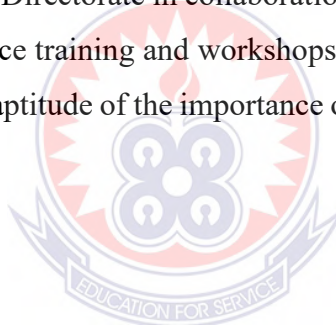 Directorate in collaboratio
ce training and workshops
aptitude of the importance o
EDUCATION FOR SERVICE